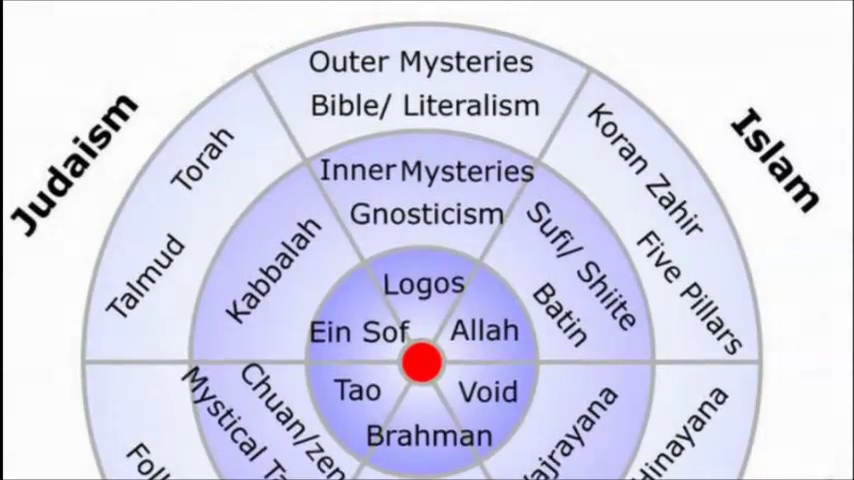 Judaism
Islam
Outer Mysteries
Bible/ Literalism
Torah
Talmud
Koran Zahir
Five Pillars
Inner Mysteries
Gnosticism
Kabbalah
Sufi/ Shiite
Batin
Logos
Ein Sof
Allah
Tao
Void
Brahman
Chuan/zen
Mystical
Hinayana